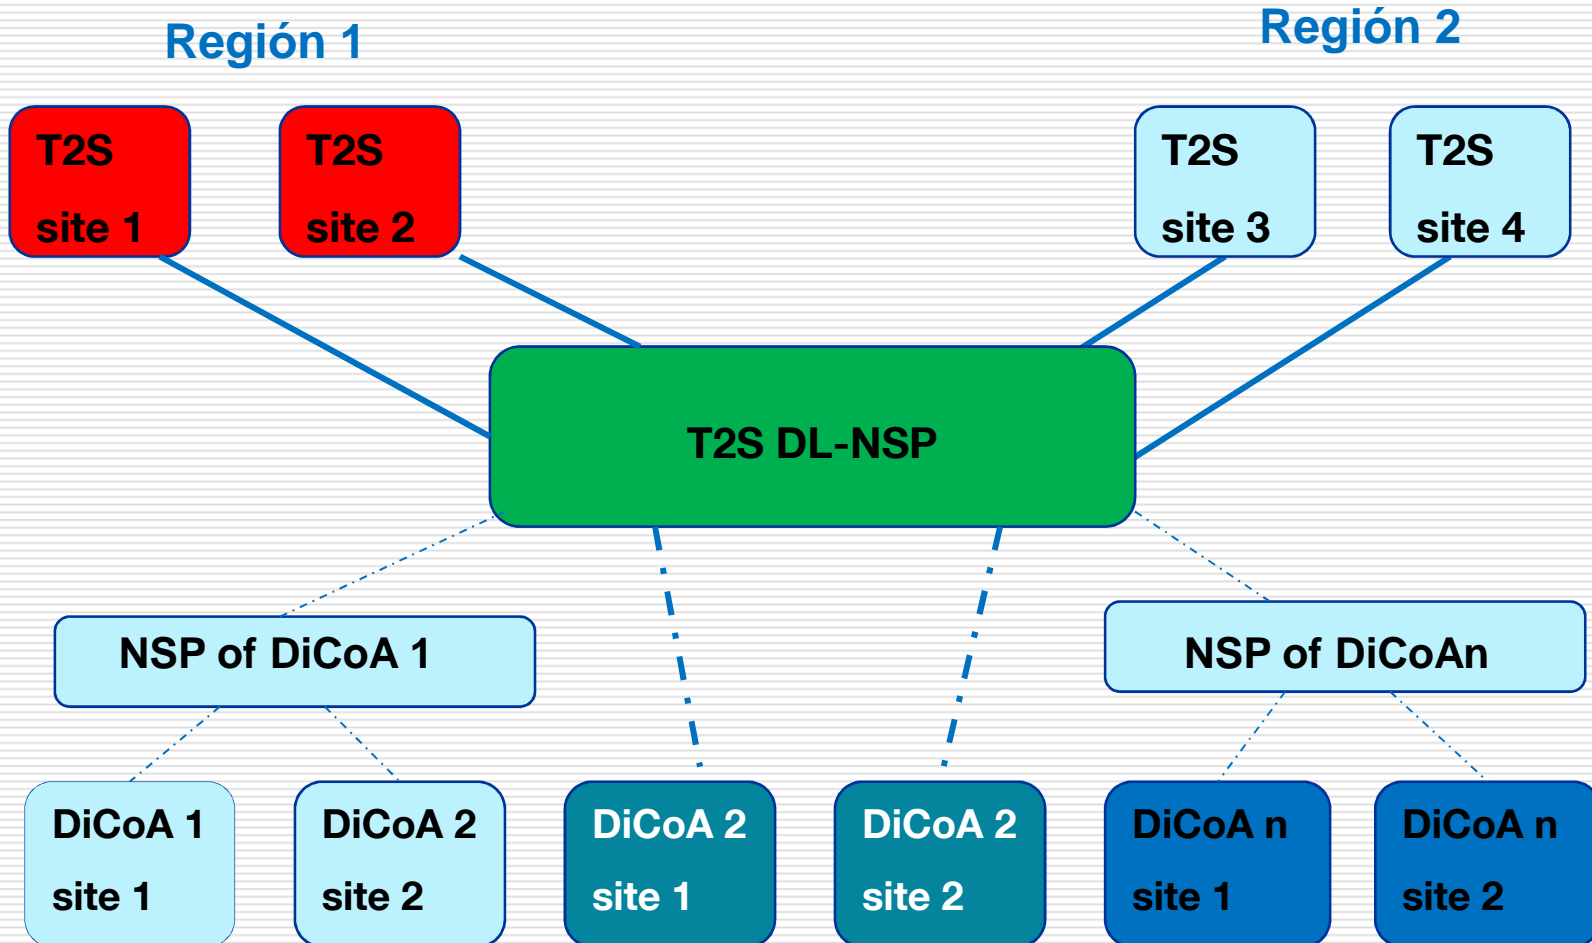 Región 1
Región 2
T2S
site 1
T2S
site 2
T2S
site 3
T2S
site 4
T2S DL-NSP
NSP of DiCoA 1
NSP of DiCoAn
DiCoA 1
site 1
DiCoA 2
site 2
DiCoA 2
site 1
DiCoA 2
site 2
DiCoA n
site 1
DiCoA n
site 2